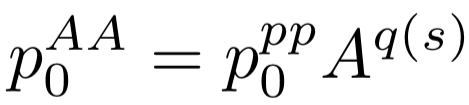 p_0^{AA} = p_0^{pp} A^{q(s)}